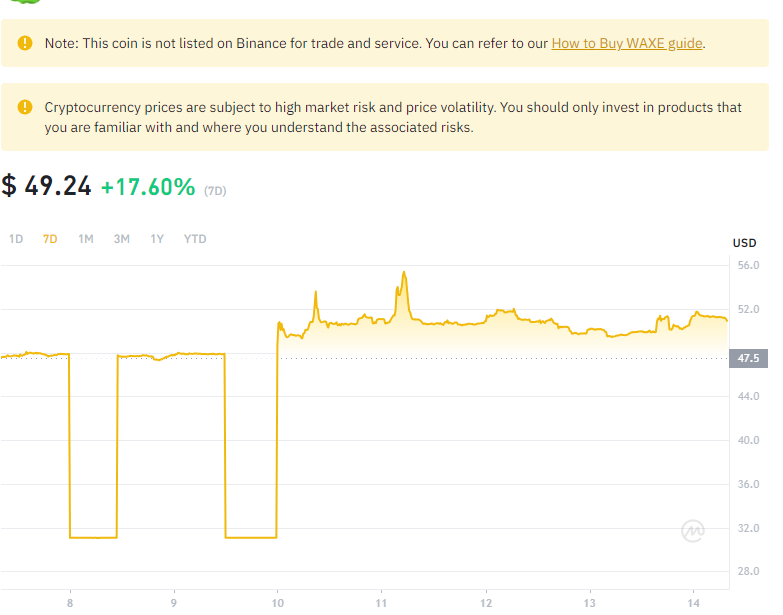 Note: This coin is not listed on Binance for trade and service. You can refer to our How to Buy WAXE guide.
Cryptocurrency prices are subject to high market risk and price volatility. You should only invest in products that
you are familiar with and where you understand the associated risks.
$ 49.24 +17.60% (7D)
1D 7D 1M 3M 1Y YTD
USD
56.0
52.0
47.5
44.0
40.0
36.0
32.0
28.0
8 9 10 11 12 13 14